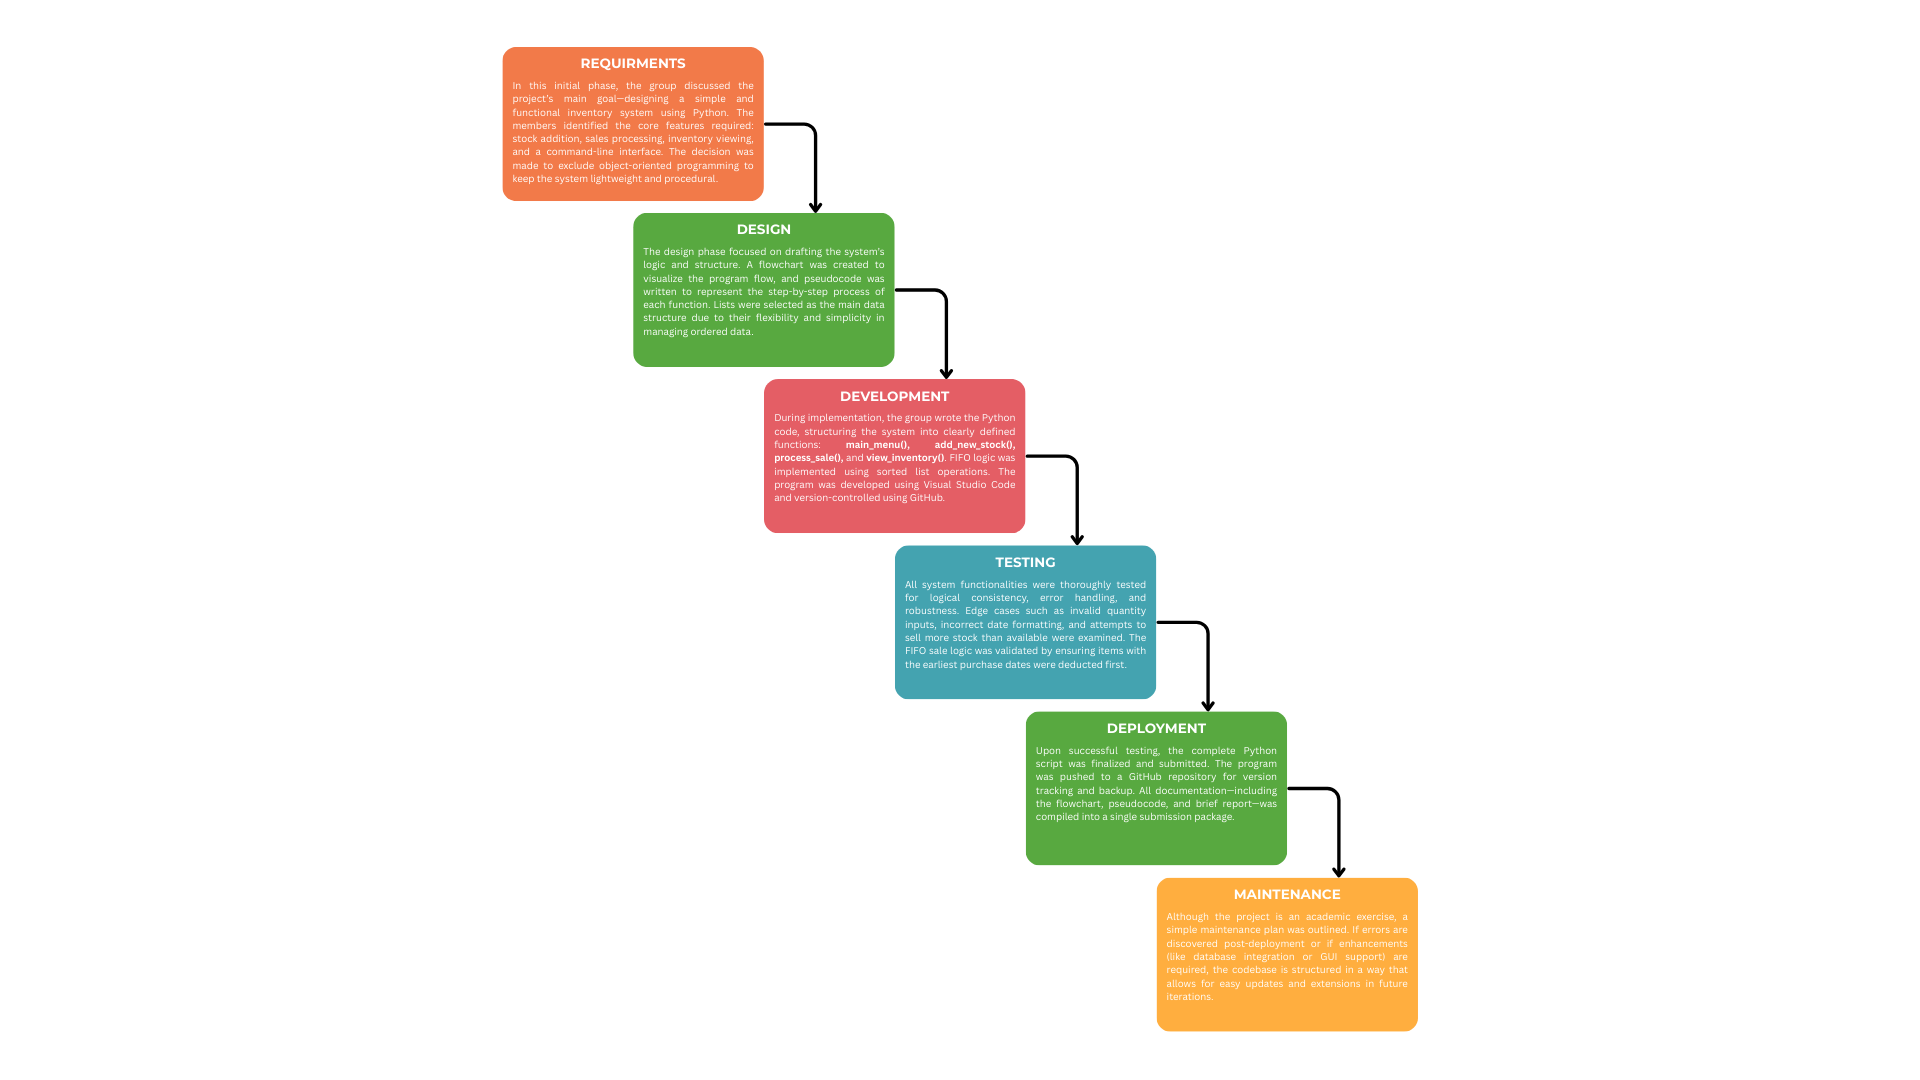 REQUIRMENTS
In this initial phase, the group discussed the
project's main goal—designing a simple and
functional inventory system using Python. The
members identified the core features required:
stock addition, sales processing, inventory viewing,
and a command-line interface. The decision was
made to exclude object-oriented programming to
keep the system lightweight and procedural.
DESIGN
The design phase focused on drafting the system's
logic and structure. A flowchart was created to
visualize the program flow, and pseudocode was
written to represent the step-by-step process of
each function. Lists were selected as the main data
structure due to their flexibility and simplicity in
managing ordered data.
DEVELOPMENT
During implementation, the group wrote the Python
code, structuring the system into clearly defined
functions: main_menu(), add_new_stock(),
process_sale(), and view_inventory(). FIFO logic was
implemented using sorted list operations. The
program was developed using Visual Studio Code
and version-controlled using GitHub.
TESTING
All system functionalities were thoroughly tested
for logical consistency, error handling, and
robustness. Edge cases such as invalid quantity
inputs, incorrect date formatting, and attempts to
sell more stock than available were examined. The
FIFO sale logic was validated by ensuring items with
the earliest purchase dates were deducted first.
DEPLOYMENT
Upon successful testing, the complete Python
script was finalized and submitted. The program
was pushed to a GitHub repository for version
tracking and backup. All documentation—including
the flowchart, pseudocode, and brief report—was
compiled into a single submission package.
MAINTENANCE
Although the project is an academic exercise, a
simple maintenance plan was outlined. If errors are
discovered post-deployment or if enhancements
(like database integration or GUI support) are
required, the codebase is structured in a way that
allows for easy updates and extensions in future
iterations.